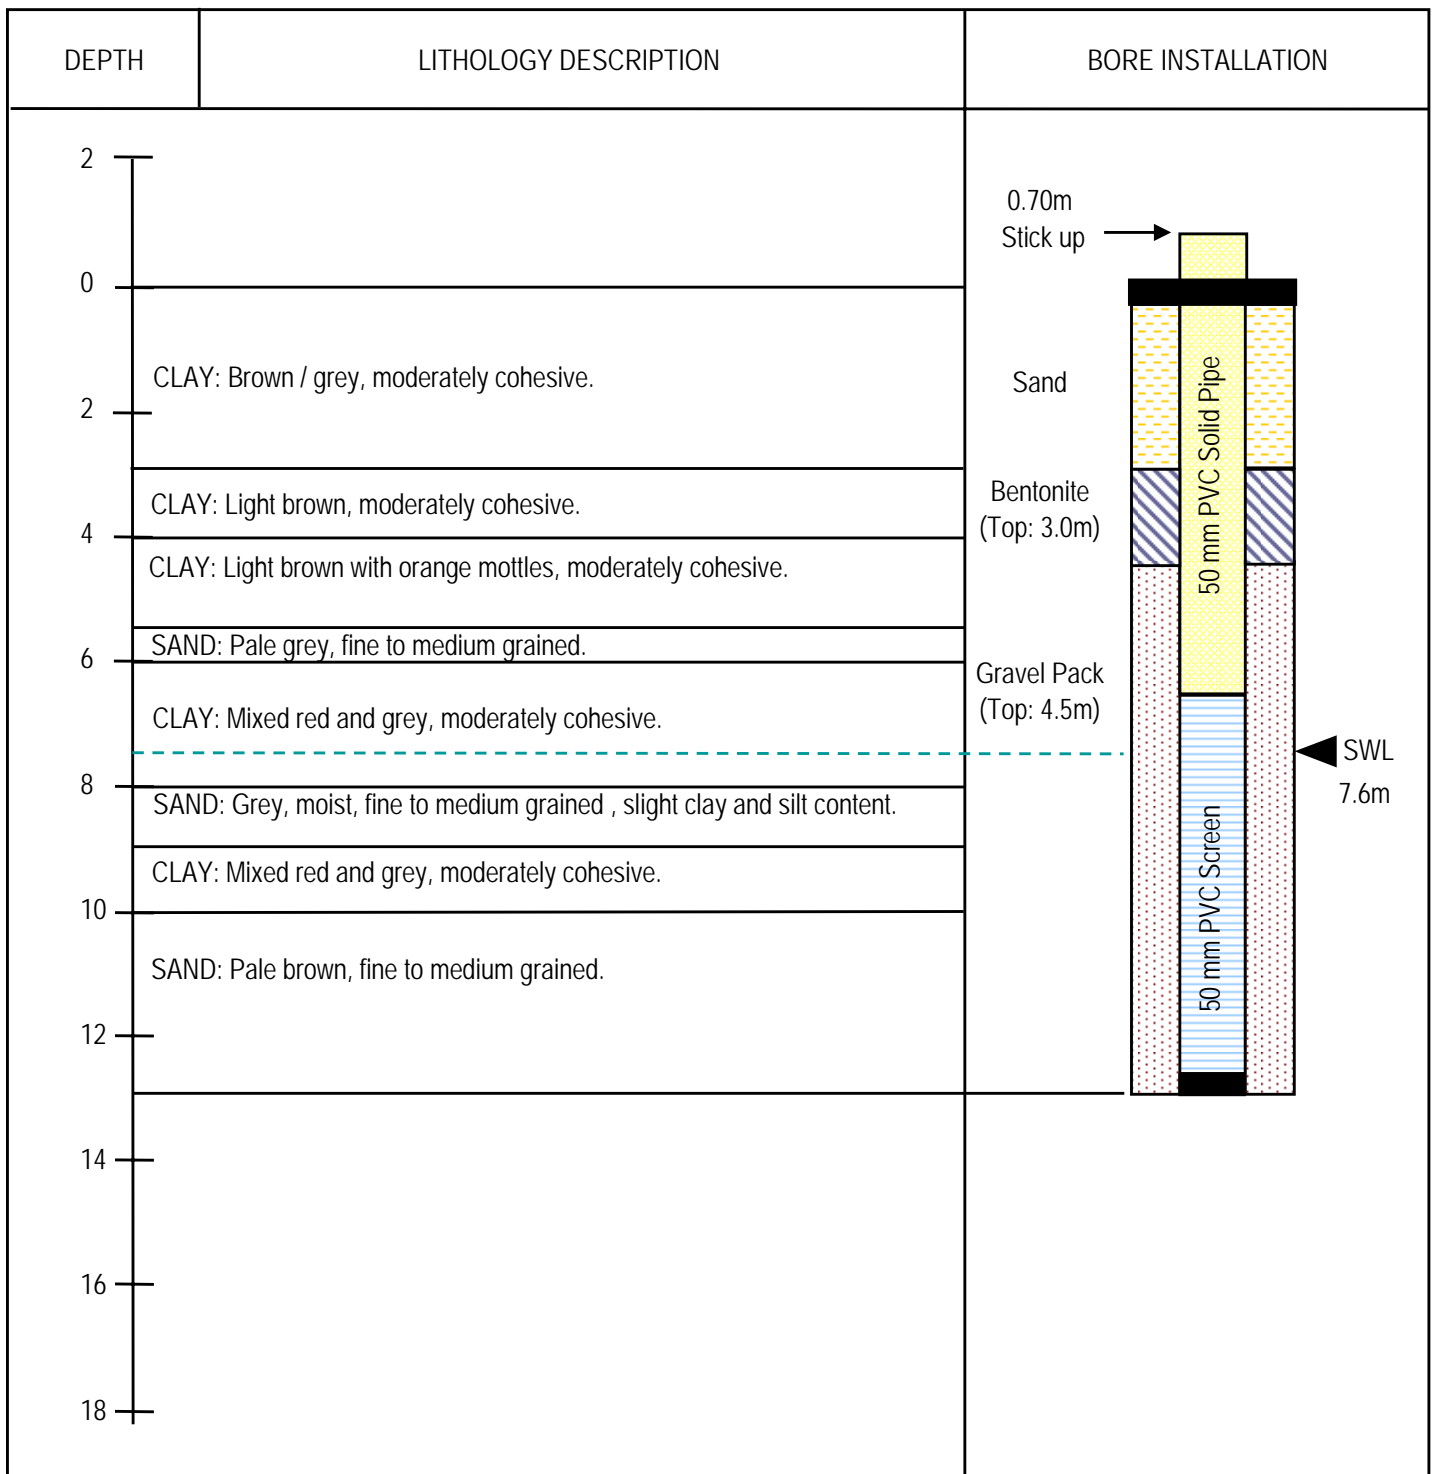 DEPTH
LITHOLOGY DESCRIPTION
BORE INSTALLATION
2
0.70m
Stick up
0
CLAY: Brown / grey, moderately cohesive.
Sand
2
50 mm PVC Solid Pipe
CLAY: Light brown, moderately cohesive.
Bentonite
(Top: 3.0m)
4
CLAY: Light brown with orange mottles, moderately cohesive.
SAND: Pale grey, fine to medium grained.
6
Gravel Pack
(Top: 4.5m)
CLAY: Mixed red and grey, moderately cohesive.
SWL
7.6m
8
SAND: Grey, moist, fine to medium grained , slight clay and silt content.
CLAY: Mixed red and grey, moderately cohesive.
50 mm PVC Screen
10
SAND: Pale brown, fine to medium grained.
12
14
16
18